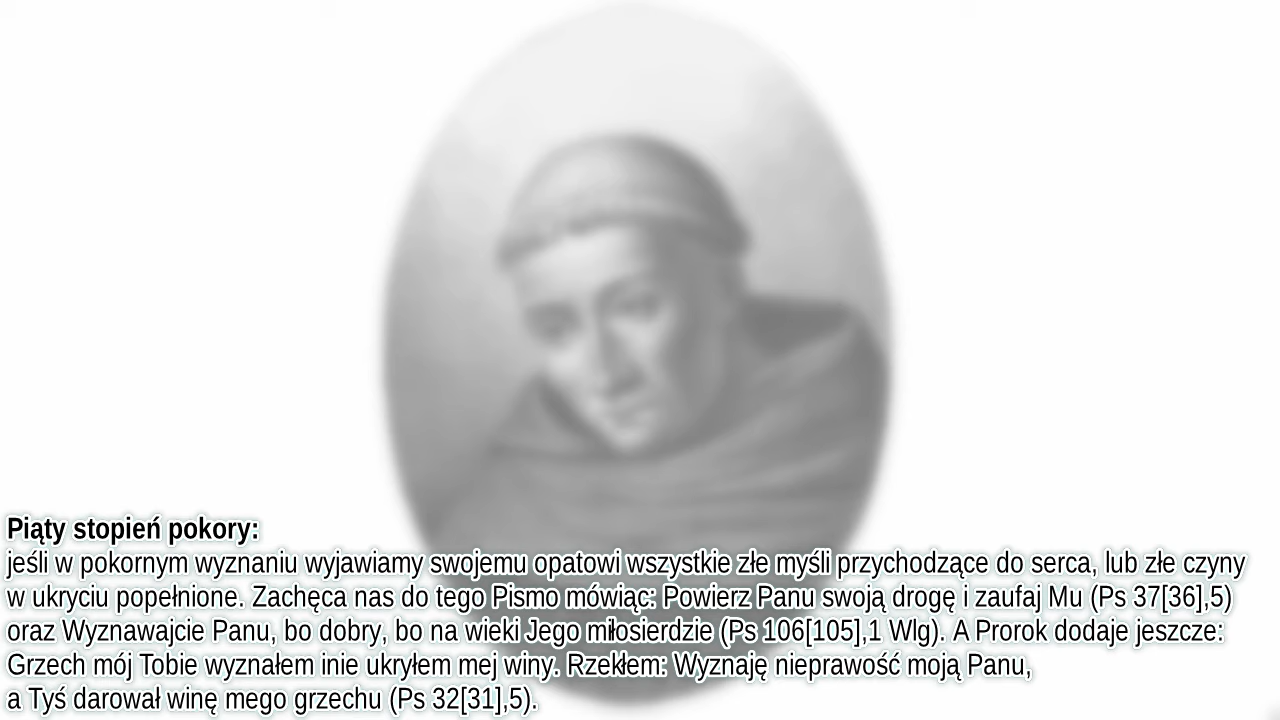 Piąty stopień pokory:
jeśli w pokornym wyznaniu wyjawiamy swojemu opatowi wszystkie złe myśli przychodzące do serca, lub złe czyny
w ukryciu popełnione. Zachęca nas do tego Pismo mówiąc: Powierz Panu swoją drogę i zaufaj Mu (Ps 37[36],5)
oraz Wyznawajcie Panu, bo dobry, bo na wieki Jego miłosierdzie (Ps 106[105],1 Wlg). A Prorok dodaje jeszcze:
Grzech mój Tobie wyznałem inie ukryłem mej winy. Rzekłem: Wyznaję nieprawość moją Panu,
a Tyś darował winę mego grzechu (Ps 32[31],5).